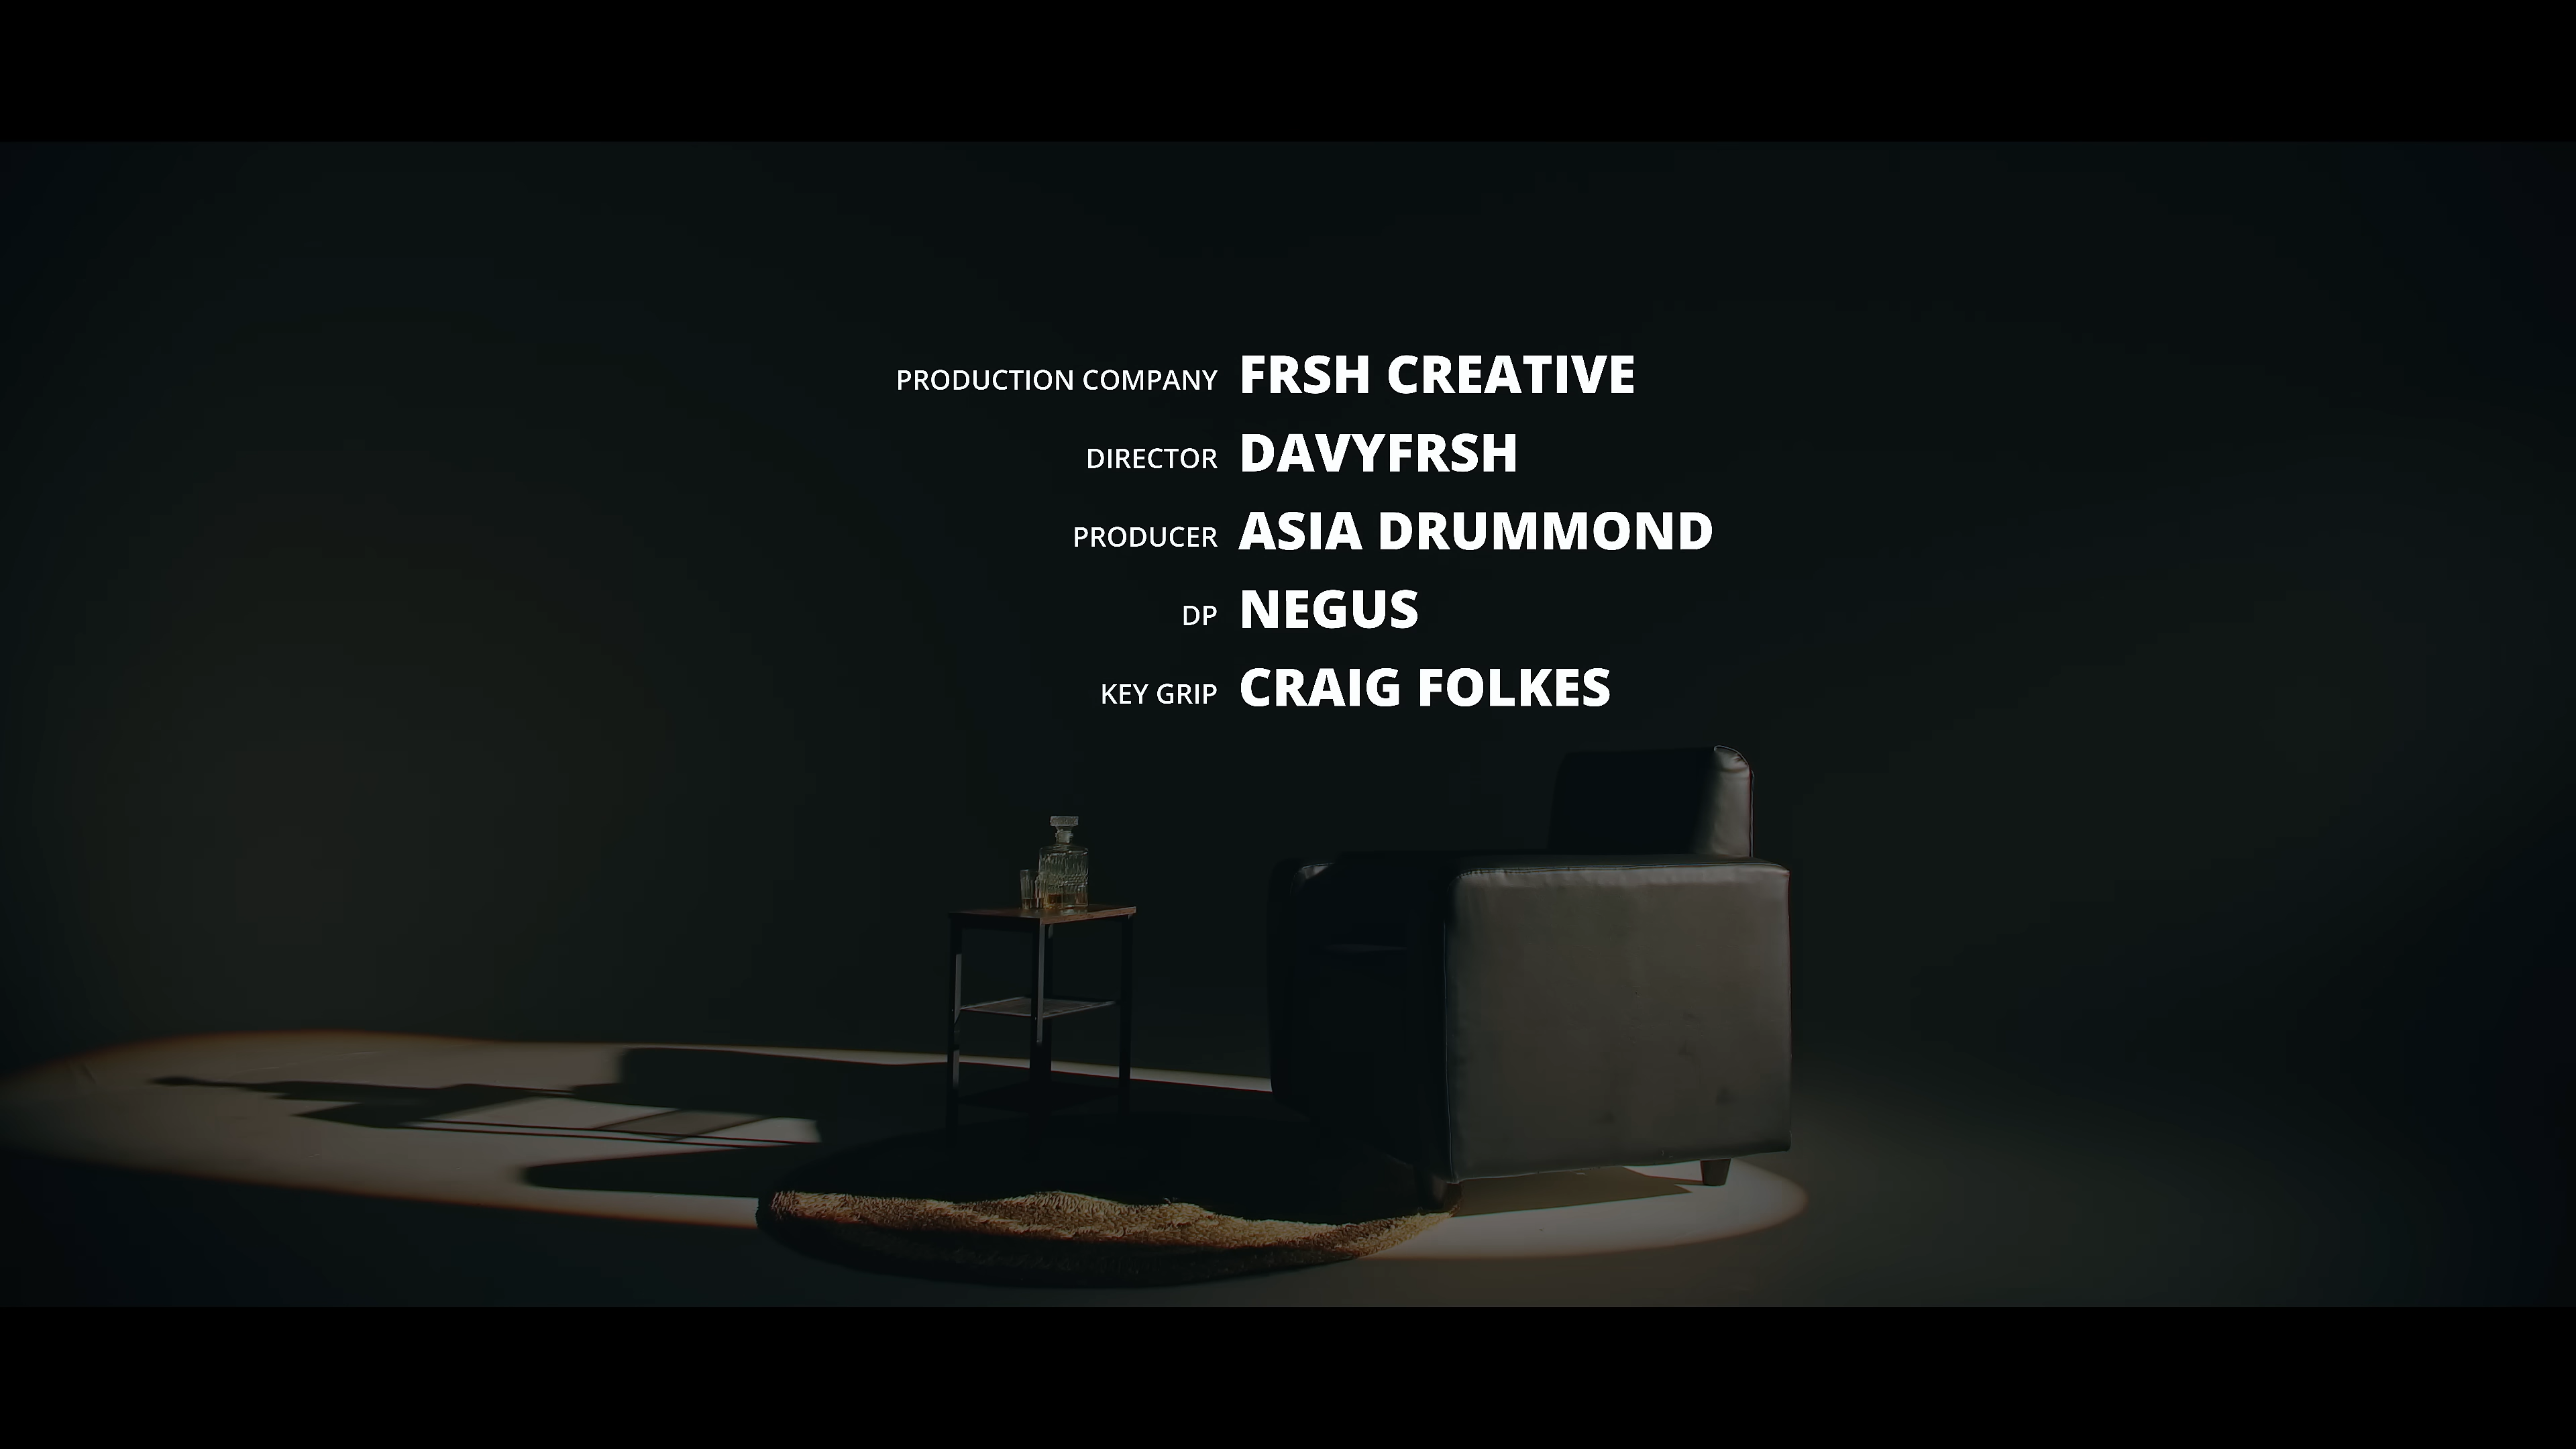 PRODUCTION COMPANY FRSH CREATIVE
DIRECTOR DAVYFRSH
PRODUCER ASIA DRUMMOND
DP NEGUS
KEY GRIP CRAIG FOLKES